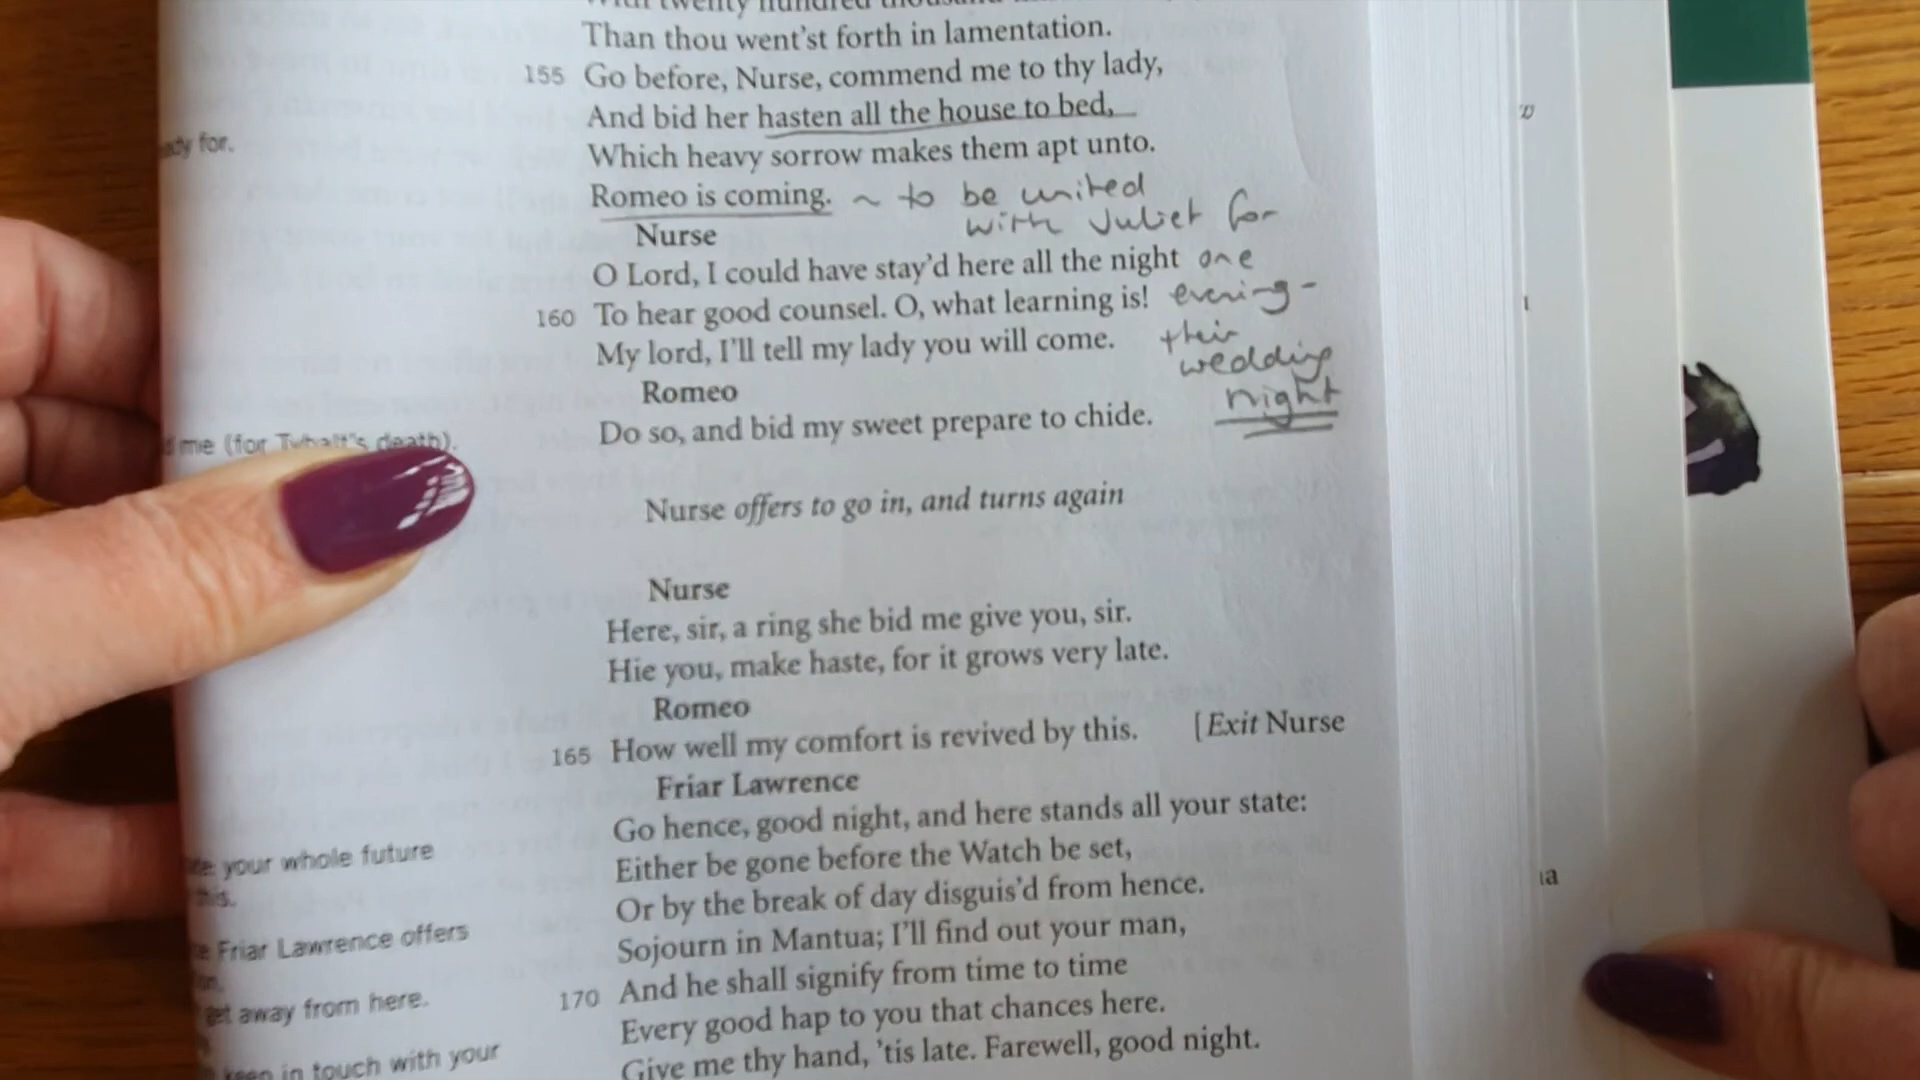 twenty hundred
Than thou went'st forth in lamentation.
155 Go before, Nurse, commend me to thy lady,
And bid her hasten all the house to bed,
Which heavy sorrow makes them apt unto.
Romeo is coming. ~ to be united
with Juliet for
Nurse
O Lord, I could have stay'd here all the night one
160 To hear good counsel. O, what learning is! evening -
My lord, I'll tell my lady you will come. their
wedding
Romeo
night
Do so, and bid my sweet prepare to chide.
Nurse offers to go in, and turns again
Nurse
Here, sir, a ring she bid me give you, sir.
Hie you, make haste, for it grows very late.
Romeo
165 How well my comfort is revived by this. [Exit Nurse
Friar Lawrence
Go hence, good night, and here stands all your state:
Either be gone before the Watch be set,
Or by the break of day disguis'd from hence.
Sojourn in Mantua; I'll find out your man,
170 And he shall signify from time to time
Every good hap to you that chances here.
Give me thy hand, 'tis late. Farewell, good night.
for.
me (for Tybalt's death).
your whole future
this.
Friar Lawrence offers
away from here.
keep in touch with your